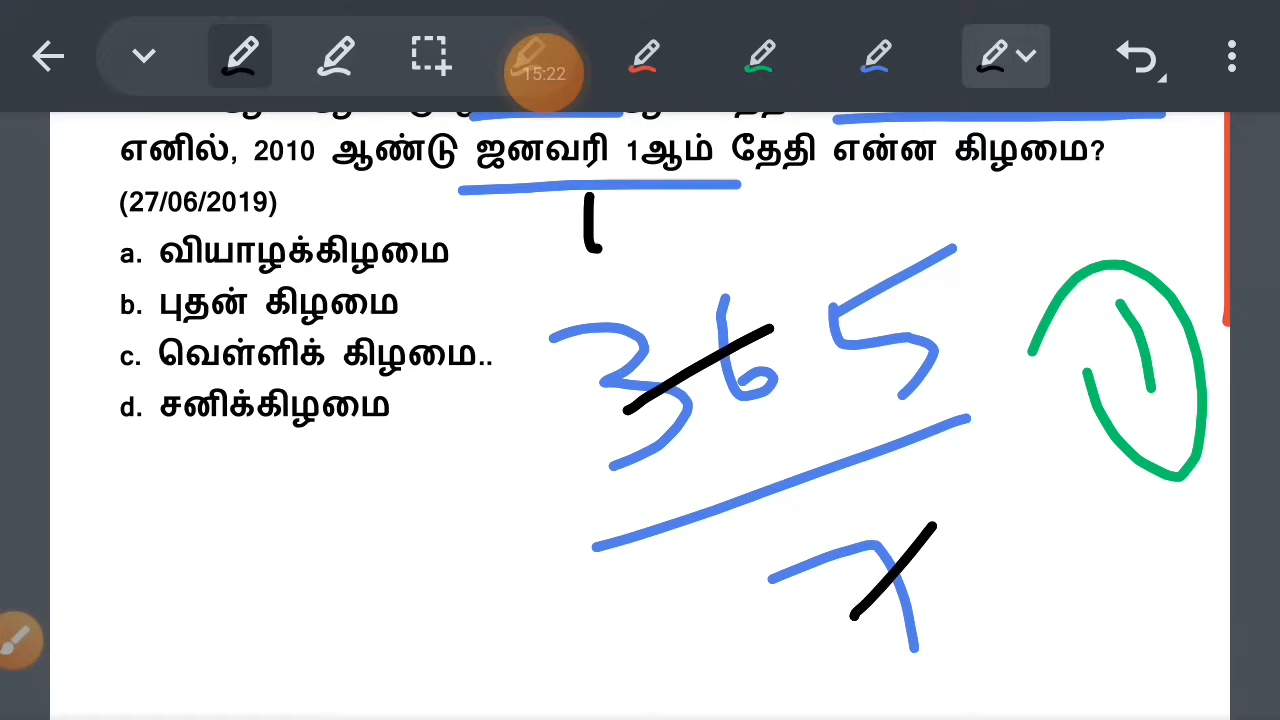 15:22
எனில், 2010 ஆண்டு ஜனவரி 1ஆம் தேதி என்ன கிழமை?
(27/06/2019)
a. வியாழக்கிழமை
b. புதன் கிழமை
c. வெள்ளிக் கிழமை..
d. சனிக்கிழமை
1
365
7
1